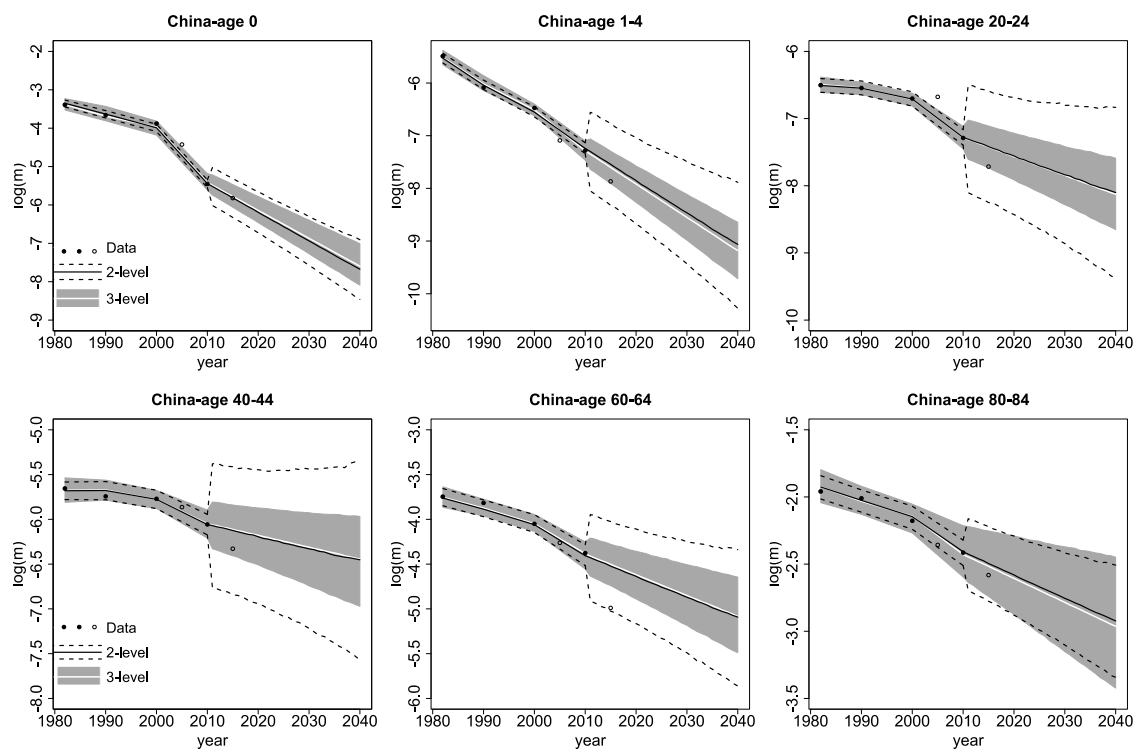 China-age 0
log(m)
-2
-3
-4
-5
-6
-7
-8
-9
Data
2-level
3-level
1980 1990 2000 2010 2020 2030 2040
year
China-age 1-4
log(m)
-6
-7
-8
-9
-10
1980 1990 2000 2010 2020 2030 2040
year
China-age 20-24
log(m)
-6
-7
-8
-9
-10
1980 1990 2000 2010 2020 2030 2040
year
China-age 40-44
log(m)
-5.0
-5.5
-6.0
-6.5
-7.0
-7.5
-8.0
Data
2-level
3-level
1980 1990 2000 2010 2020 2030 2040
year
China-age 60-64
log(m)
-3.0
-3.5
-4.0
-4.5
-5.0
-5.5
-6.0
1980 1990 2000 2010 2020 2030 2040
year
China-age 80-84
log(m)
-1.5
-2.0
-2.5
-3.0
-3.5
1980 1990 2000 2010 2020 2030 2040
year